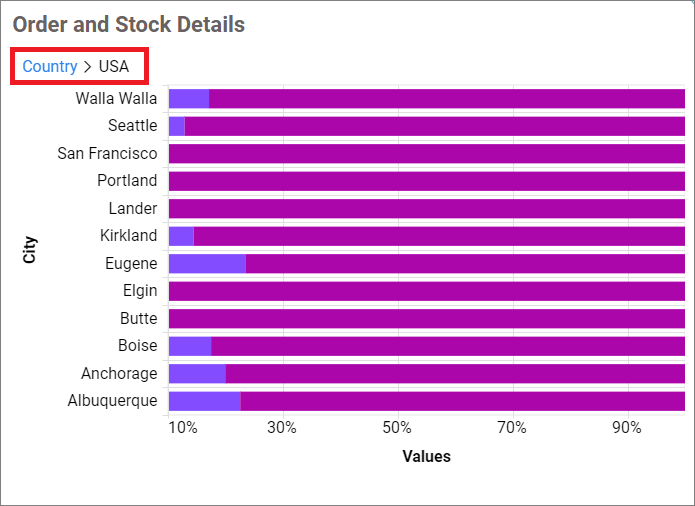 Order and Stock Details
Country > USA
Walla Walla
Seattle
San Francisco
Portland
Lander
Kirkland
Eugene
Elgin
Butte
Boise
Anchorage
Albuquerque
City
10% 30% 50% 70% 90%
Values